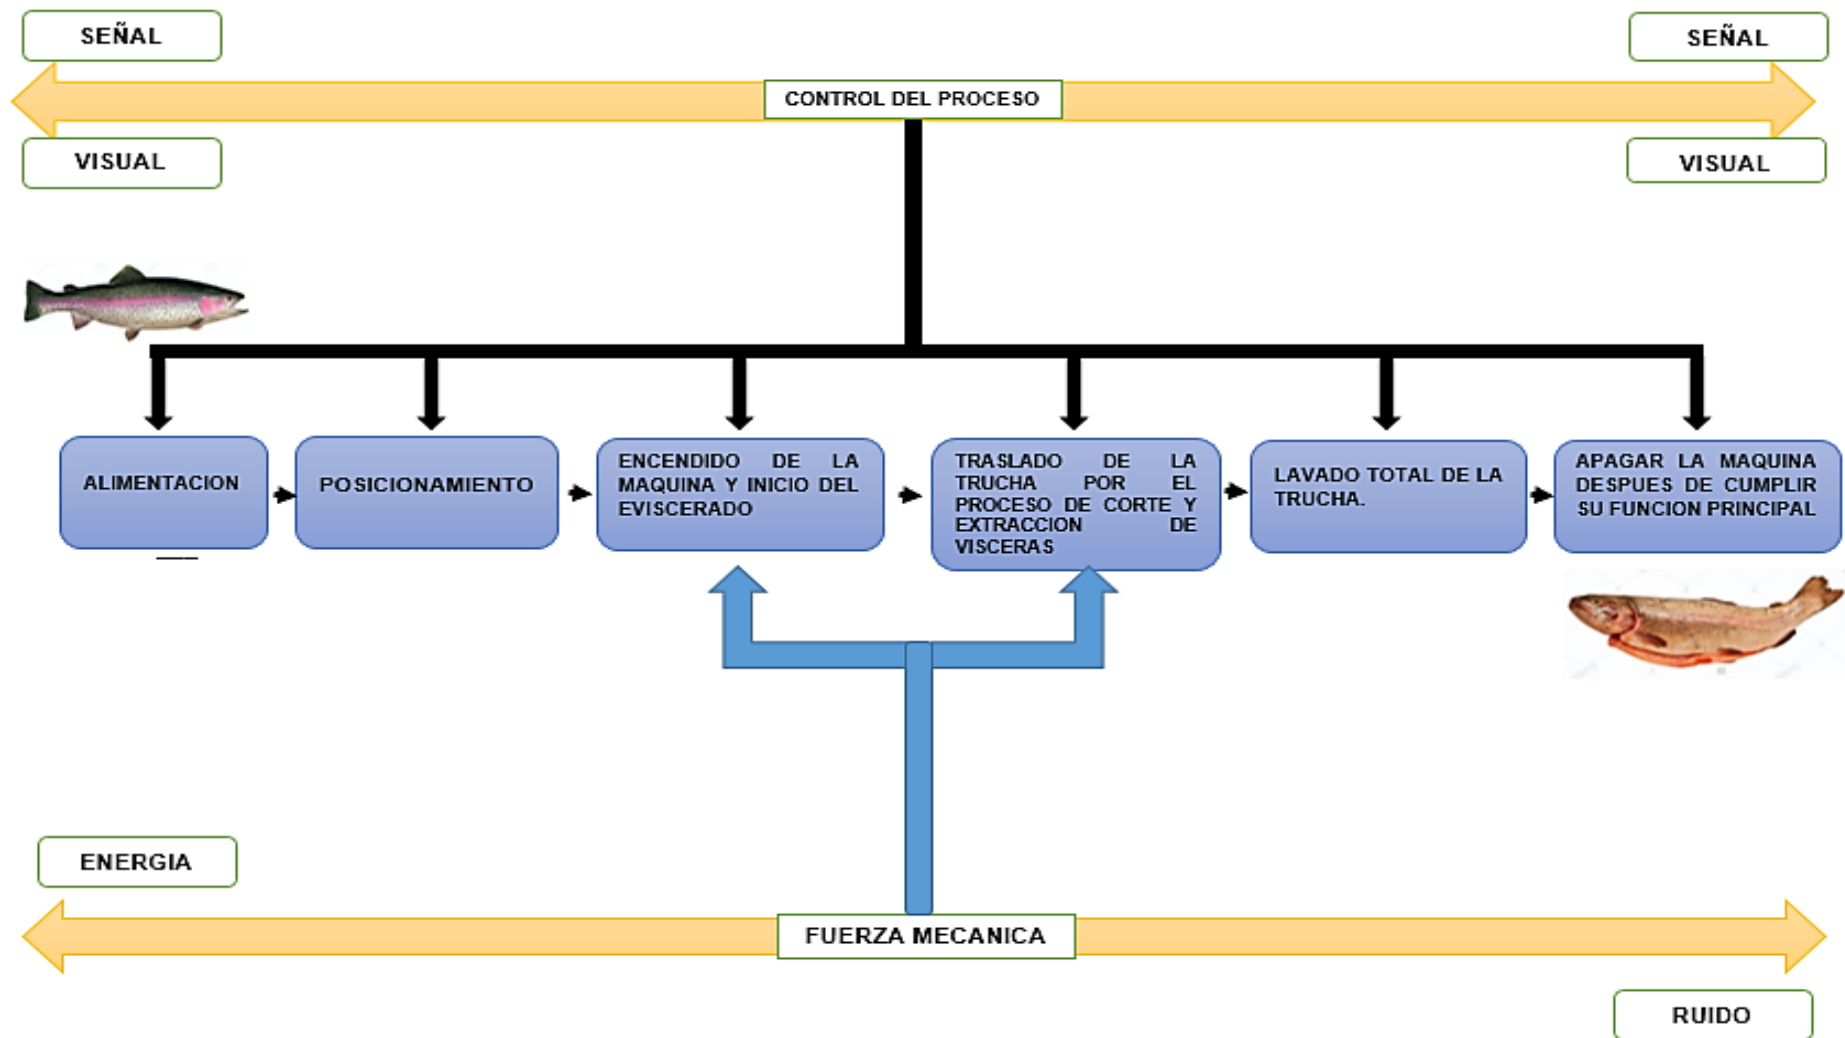 SEÑAL
SEÑAL
CONTROL DEL PROCESO
VISUAL
VISUAL
ALIMENTACION
POSICIONAMIENTO
ENCENDIDO DE LA
MAQUINA Y INICIO DEL
EVISCERADO
TRASLADO DE LA
TRUCHA POR EL
PROCESO DE CORTE Y
EXTRACCION DE
VISCERAS
LAVADO TOTAL DE LA
TRUCHA.
APAGAR LA MAQUINA
DESPUES DE CUMPLIR
SU FUNCION PRINCIPAL
ENERGIA
FUERZA MECANICA
RUIDO